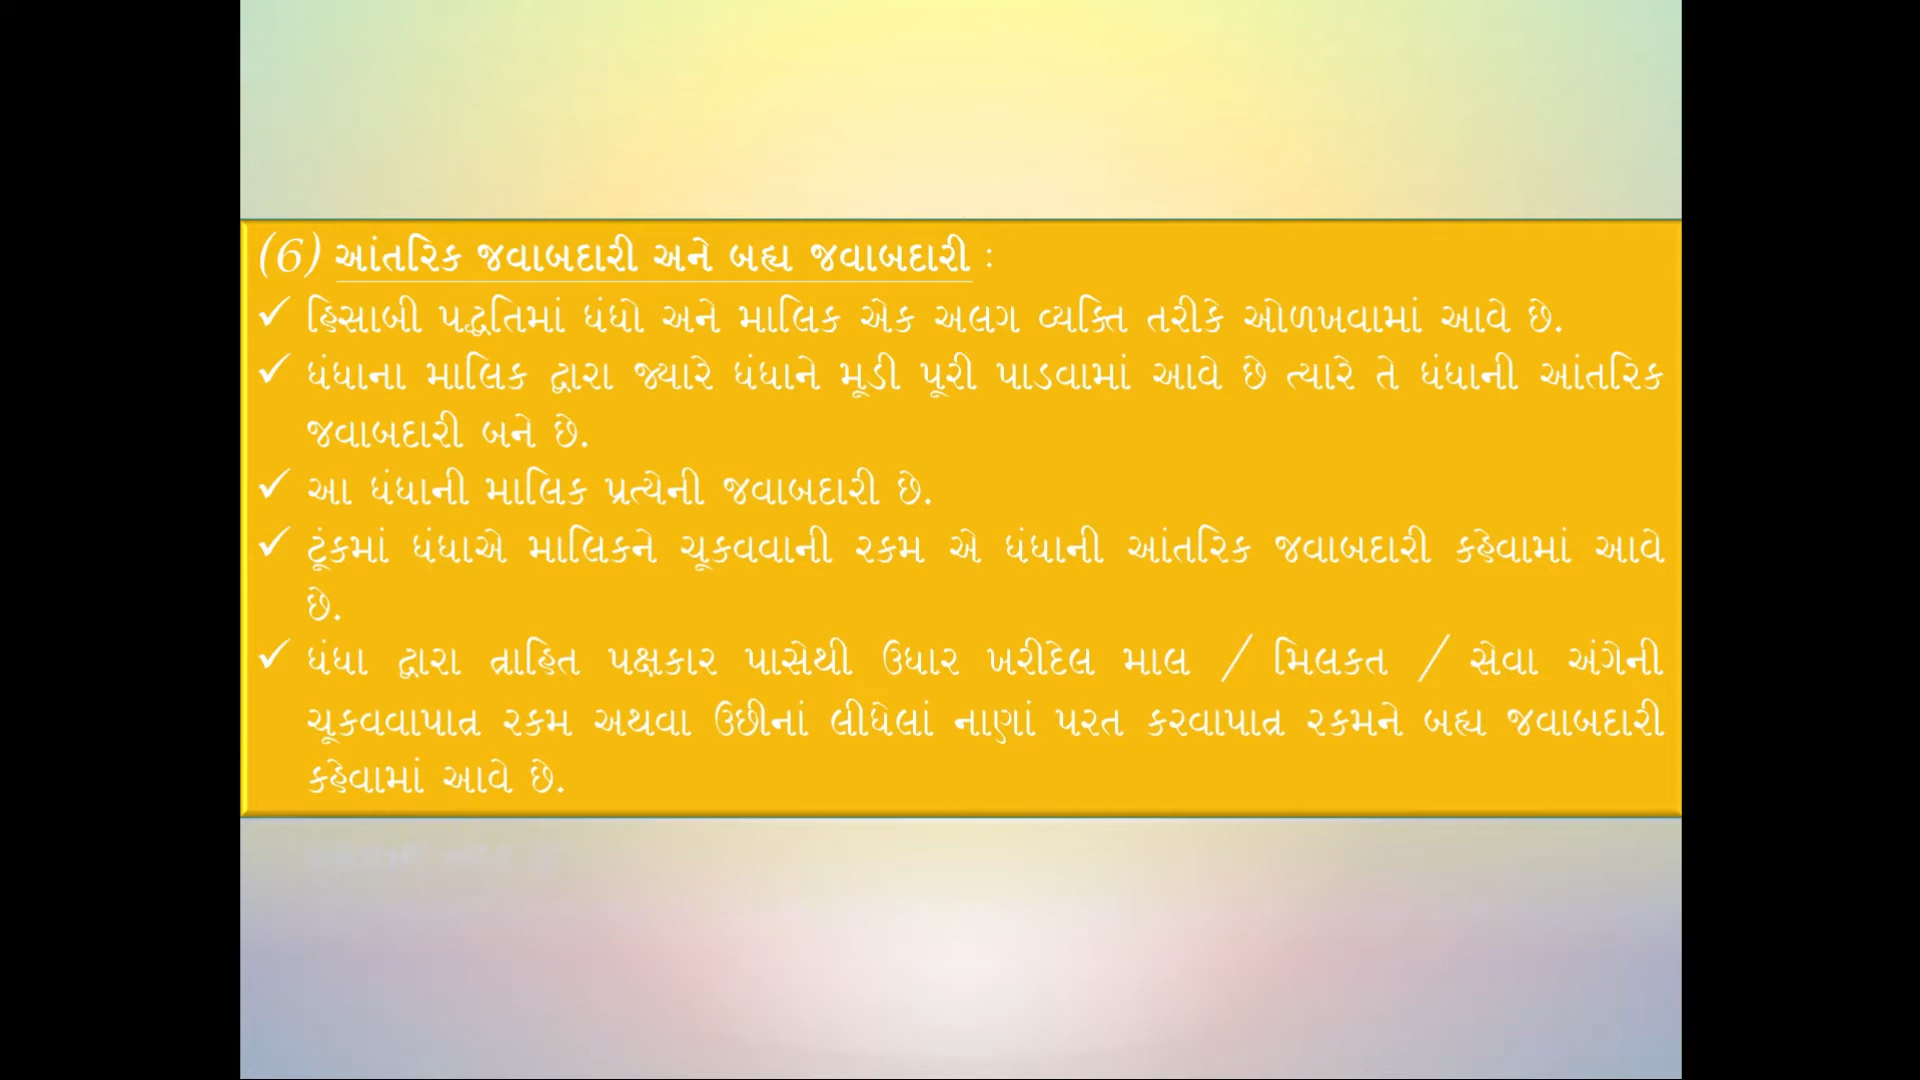 (6) આંતરિક જવાબદારી અને બહ્ય જવાબદારી :
✓ હિસાબી પદ્ધતિમાં ધંધો અને માલિક એક અલગ વ્યક્તિ તરીકે ઓળખવામાં આવે છે.
✓ ધંધાના માલિક દ્વારા જ્યારે ધંધાને મૂડી પૂરી પાડવામાં આવે છે ત્યારે તે ધંધાની આંતરિક
જવાબદારી બને છે.
✓ આ ધંધાની માલિક પ્રત્યેની જવાબદારી છે.
✓ ટૂંકમાં ધંધાએ માલિકને ચૂકવવાની રકમ એ ધંધાની આંતરિક જવાબદારી કહેવામાં આવે
છે.
✓ ધંધા દ્વારા ત્રાહિત પક્ષકાર પાસેથી ઉધાર ખરીદેલ માલ / મિલકત / સેવા અંગેની
ચૂકવવાપાત્ર રકમ અથવા ઉછીનાં લીધેલાં નાણાં પરત કરવાપાત્ર રકમને બહ્ય જવાબદારી
કહેવામાં આવે છે.